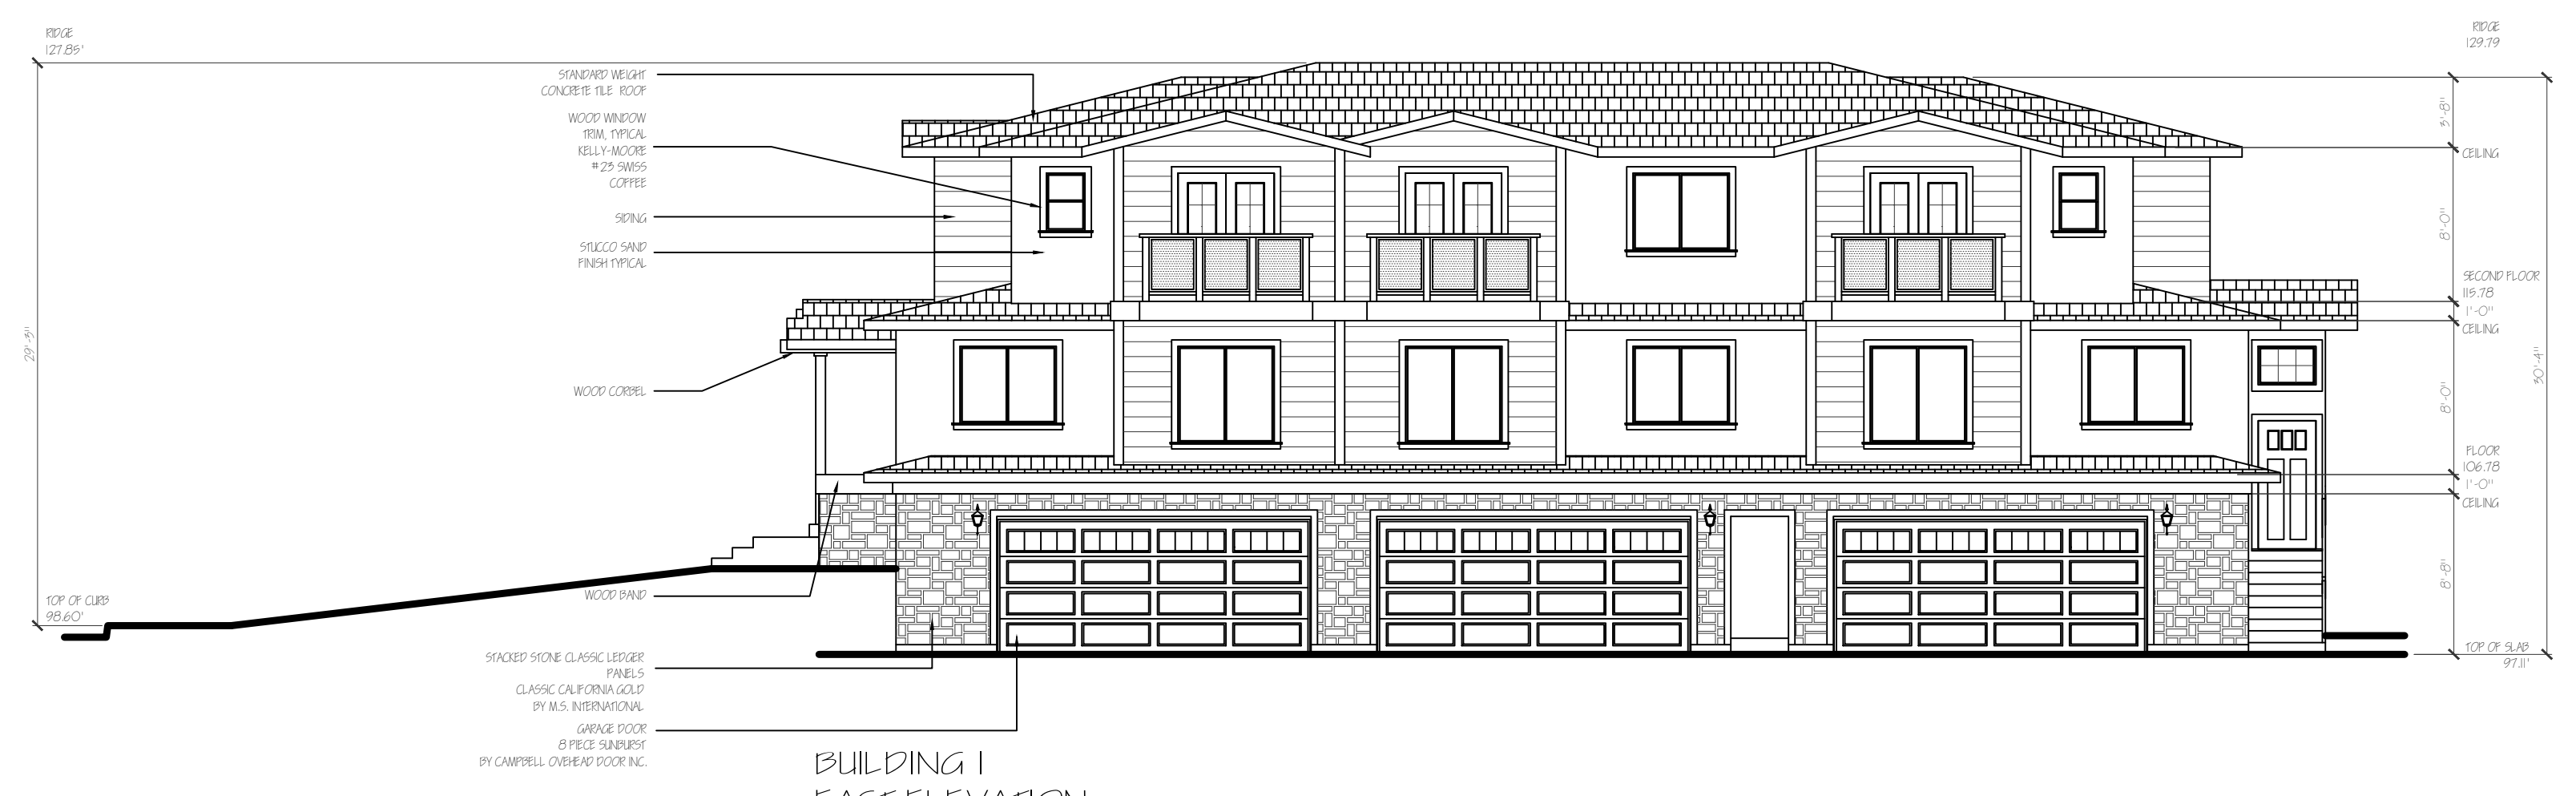 RIDGE
127.85'
RIDGE
129.79
STANDARD WEIGHT
CONCRETE TILE ROOF
WOOD WINDOW
TRIM, TYPICAL
KELLY-MOORE
#23 SWISS
COFFEE
SIDING
STUCCO SAND
FINISH TYPICAL
WOOD CORBEL
WOOD BAND
STACKED STONE CLASSIC LEDGER
PANELS
CLASSIC CALIFORNIA GOLD
BY M.S. INTERNATIONAL
GARAGE DOOR
8 PIECE SUNBURST
BY CAMPBELL OVEHEAD DOOR INC.
29'-3"
TOP OF CURB
98.60'
3'-8"
CEILING
8'-0"
SECOND FLOOR
115.78
1'-0"
CEILING
30'-4"
8'-0"
FLOOR
106.78
1'-0"
CEILING
8'-8"
TOP OF SLAB
97.11'
BUILDING 1
EAST ELEVATION